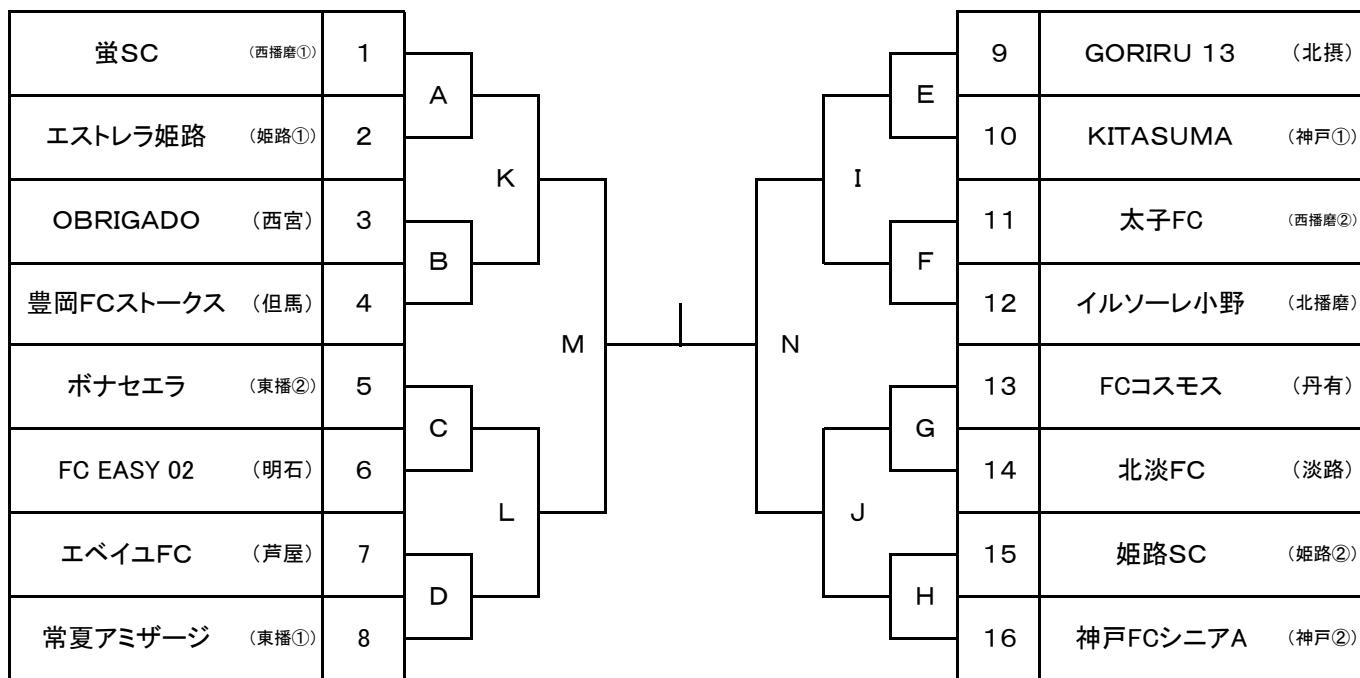 蛍SC (西播磨①) 1
エストレラ姫路 (姫路①) 2
OBRIGADO (西宮) 3
豊岡FCストークス (但馬) 4
ボナセエラ (東播②) 5
FC EASY 02 (明石) 6
エベイユFC (芦屋) 7
常夏アミザージ (東播①) 8
A
B
C
D
K
L
M
N
I
J
E
F
G
H
9 GORIRU 13 (北摂)
10 KITASUMA (神戸①)
11 太子FC (西播磨②)
12 イルソーレ小野 (北播磨)
13 FCコスモス (丹有)
14 北淡FC (淡路)
15 姫路SC (姫路②)
16 神戸FCシニアA (神戸②)